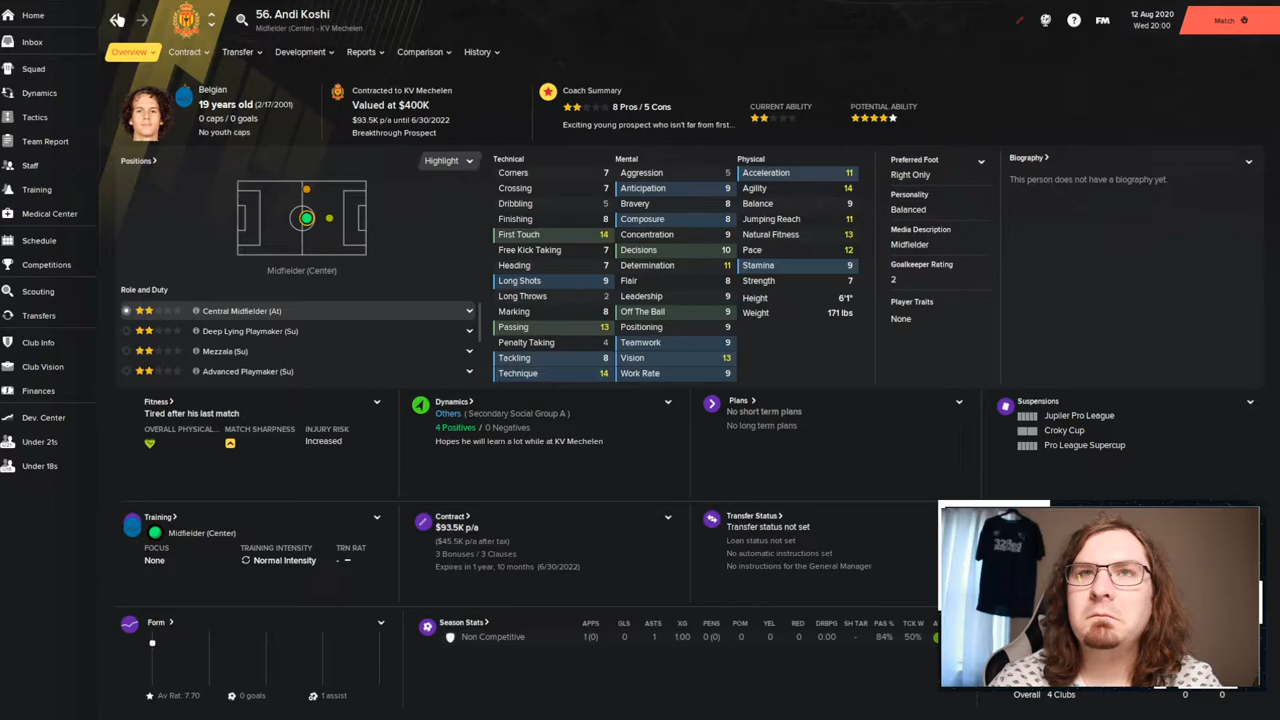 Home
Inbox
Squad
Dynamics
Tactics
Team Report
Staff
Training
Medical Center
Schedule
Competitions
Scouting
Transfers
Club Info
Club Vision
Finances
Dev. Center
Under 21s
Under 18s
56. Andi Koshi
Midfielder (Center) - KV Mechelen
?
FM
12 Aug 2020
Wed 20:00
Match
Overview
Contract
Transfer
Development
Reports
Comparison
History
Belgian
19 years old (2/17/2001)
0 caps / 0 goals
No youth caps
Contracted to KV Mechelen
Valued at $400K
$93.5K p/a until 6/30/2022
Breakthrough Prospect
Coach Summary
8 Pros / 5 Cons
Exciting young prospect who isn't far from first...
CURRENT ABILITY
POTENTIAL ABILITY
Positions
Highlight
Midfielder (Center)
Role and Duty
Central Midfielder (At)
Deep Lying Playmaker (Su)
Mezzala (Su)
Advanced Playmaker (Su)
Technical
Corners 7
Crossing 7
Dribbling 5
Finishing 8
First Touch 14
Free Kick Taking 7
Heading 7
Long Shots 9
Long Throws 2
Marking 8
Passing 13
Penalty Taking 4
Tackling 8
Technique 14
Mental
Aggression 5
Anticipation 9
Bravery 8
Composure 8
Concentration 9
Decisions 10
Determination 11
Flair 8
Leadership 9
Off The Ball 9
Positioning 9
Teamwork 9
Vision 13
Work Rate 9
Physical
Acceleration 11
Agility 14
Balance 9
Jumping Reach 11
Natural Fitness 13
Pace 12
Stamina 9
Strength 7
Height 6'1"
Weight 171 lbs
Preferred Foot
Right Only
Personality
Balanced
Media Description
Midfielder
Goalkeeper Rating
2
Player Traits
None
Biography
This person does not have a biography yet.
Fitness
Tired after his last match
OVERALL PHYSICAL...
MATCH SHARPNESS
INJURY RISK
Increased
Dynamics
Others ( Secondary Social Group A )
4 Positives / 0 Negatives
Hopes he will learn a lot while at KV Mechelen
Plans
No short term plans
No long term plans
Suspensions
Jupiler Pro League
Croky Cup
Pro League Supercup
Training
Midfielder (Center)
FOCUS
None
TRAINING INTENSITY
Normal Intensity
TRN RAT
- –
Contract
$93.5K p/a
($45.5K p/a after tax)
3 Bonuses / 3 Clauses
Expires in 1 year, 10 months (6/30/2022)
Transfer Status
Transfer status not set
Loan status not set
No automatic instructions set
No instructions for the General Manager
Form
Av Rat: 7.70
0 goals
1 assist
Season Stats
APPS GLS ASTS XG PENS POM YEL RED DRBPG SH TAR PAS % TCK W
Non Competitive 1(0) 0 1 1.00 0 (0) 0 0 0 0.00 - 84% 50%
Overall 4 Clubs 0 0